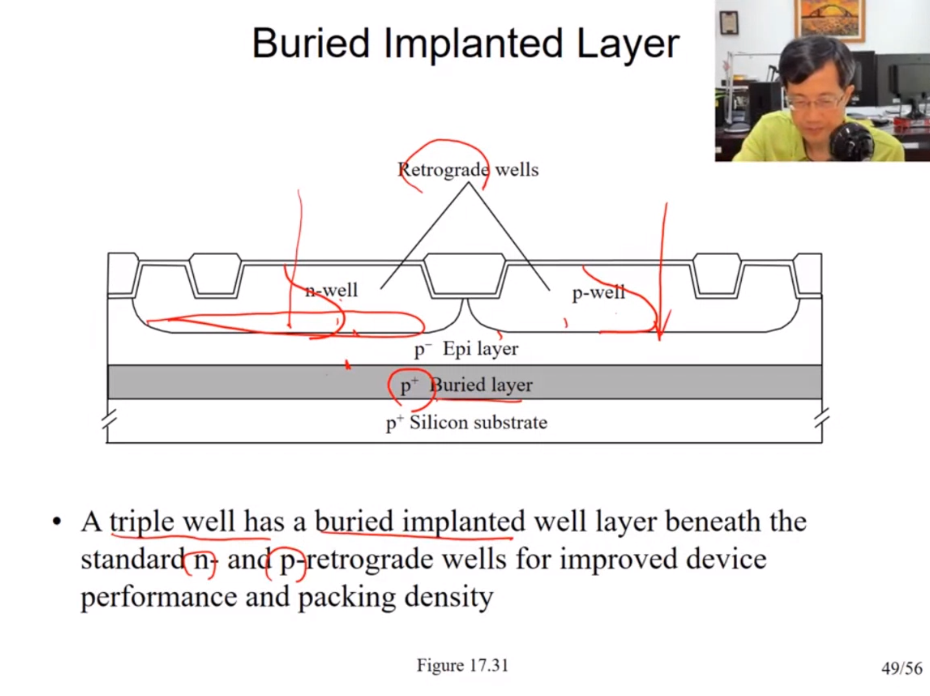 Buried Implanted Layer
Retrograde wells
n-well
p-well
p⁻ Epi layer
p⁺ Buried layer
p⁺ Silicon substrate
• A triple well has a buried implanted well layer beneath the
standard n- and p-retrograde wells for improved device
performance and packing density
Figure 17.31
49/56